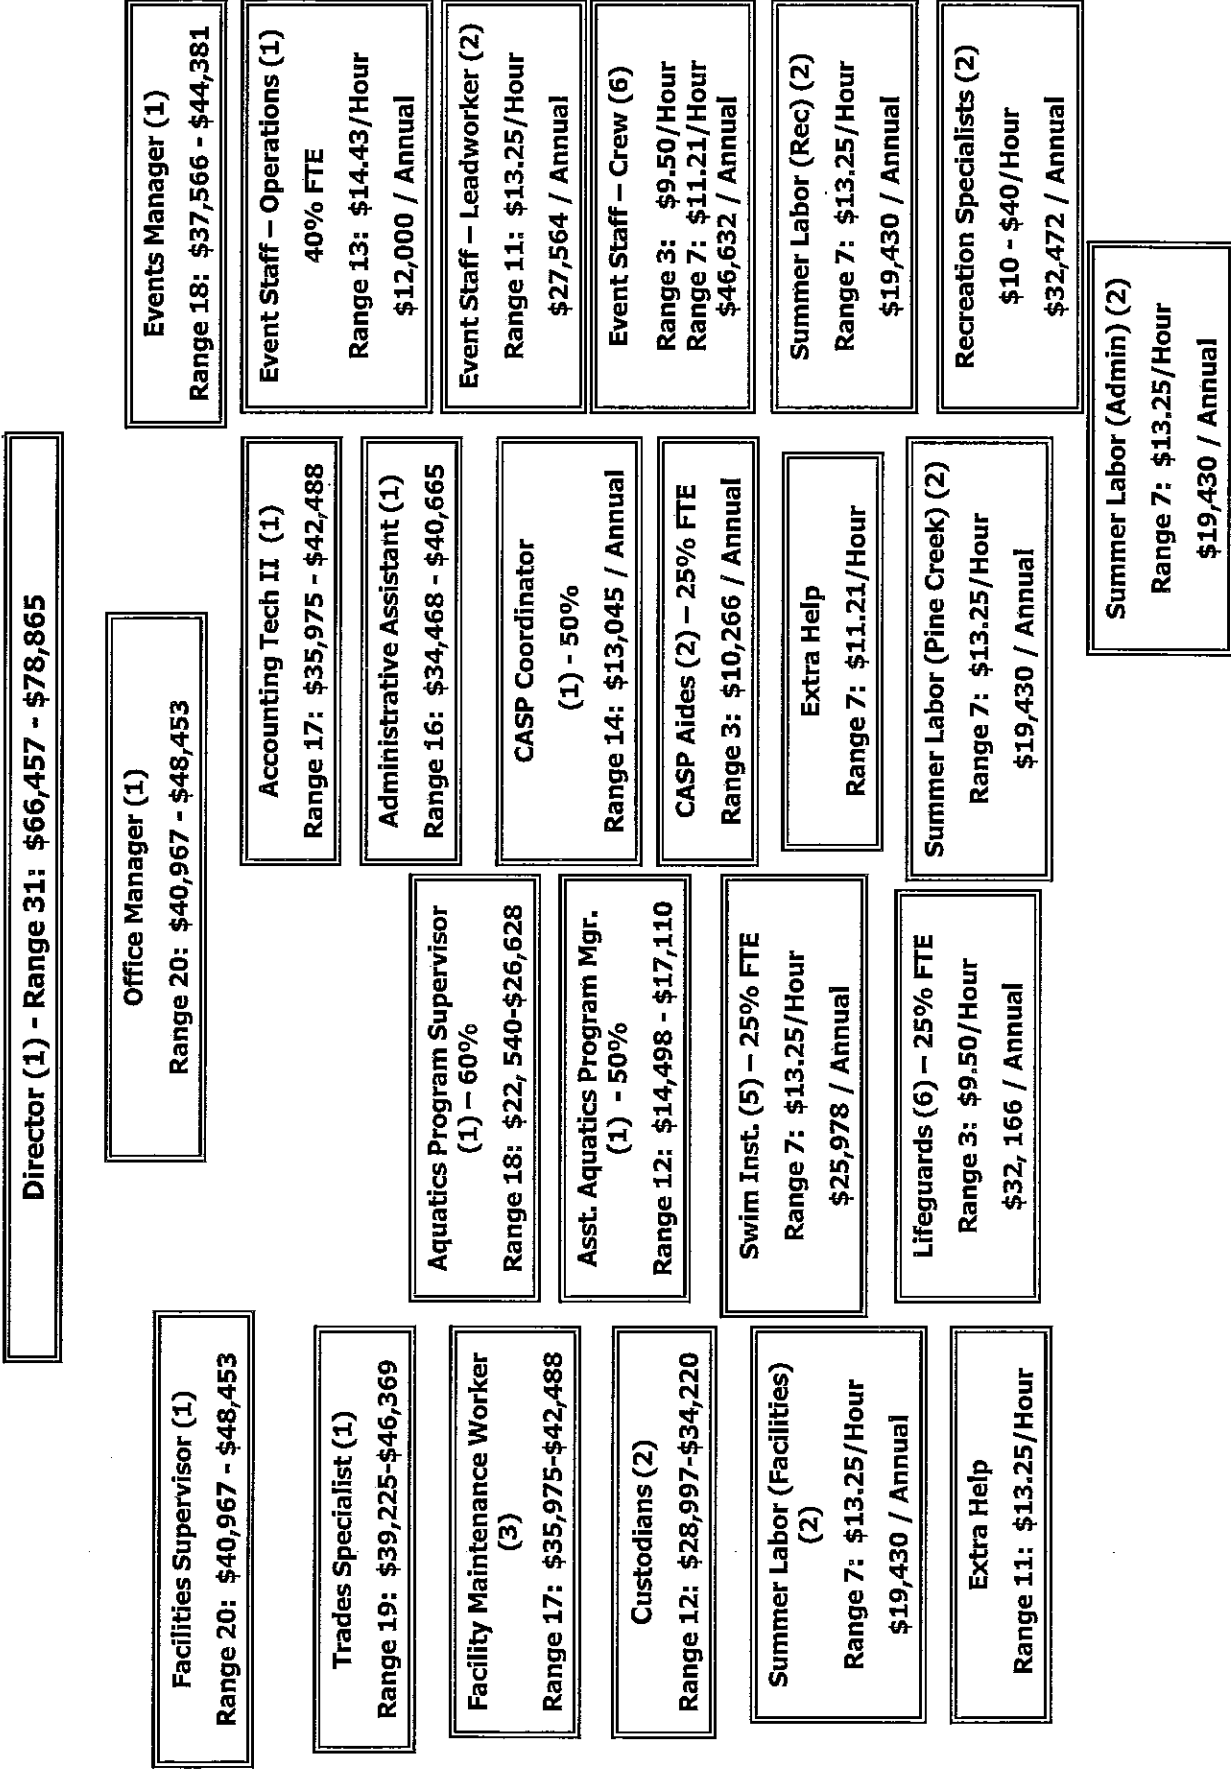 Director (1) - Range 31: $66,457 - $78,865
Office Manager (1)
Range 20: $40,967 - $48,453
Facilities Supervisor (1)
Range 20: $40,967 - $48,453
Trades Specialist (1)
Range 19: $39,225-$46,369
Facility Maintenance Worker
(3)
Range 17: $35,975-$42,488
Custodians (2)
Range 12: $28,997-$34,220
Summer Labor (Facilities)
(2)
Range 7: $13.25/Hour
$19,430 / Annual
Extra Help
Range 11: $13.25/Hour
Aquatics Program Supervisor
(1) – 60%
Range 18: $22, 540-$26,628
Asst. Aquatics Program Mgr.
(1) - 50%
Range 12: $14,498 - $17,110
Swim Inst. (5) – 25% FTE
Range 7: $13.25/Hour
$25,978 / Annual
Lifeguards (6) – 25% FTE
Range 3: $9.50/Hour
$32, 166 / Annual
Accounting Tech II (1)
Range 17: $35,975 - $42,488
Administrative Assistant (1)
Range 16: $34,468 - $40,665
CASP Coordinator
(1) - 50%
Range 14: $13,045 / Annual
CASP Aides (2) – 25% FTE
Range 3: $10,266 / Annual
Extra Help
Range 7: $11.21/Hour
Summer Labor (Pine Creek) (2)
Range 7: $13.25/Hour
$19,430 / Annual
Events Manager (1)
Range 18: $37,566 - $44,381
Event Staff – Operations (1)
40% FTE
Range 13: $14.43/Hour
$12,000 / Annual
Event Staff – Leadworker (2)
Range 11: $13.25/Hour
$27,564 / Annual
Event Staff – Crew (6)
Range 3: $9.50/Hour
Range 7: $11.21/Hour
$46,632 / Annual
Summer Labor (Rec) (2)
Range 7: $13.25/Hour
$19,430 / Annual
Recreation Specialists (2)
$10 - $40/Hour
$32,472 / Annual
Summer Labor (Admin) (2)
Range 7: $13.25/Hour
$19,430 / Annual